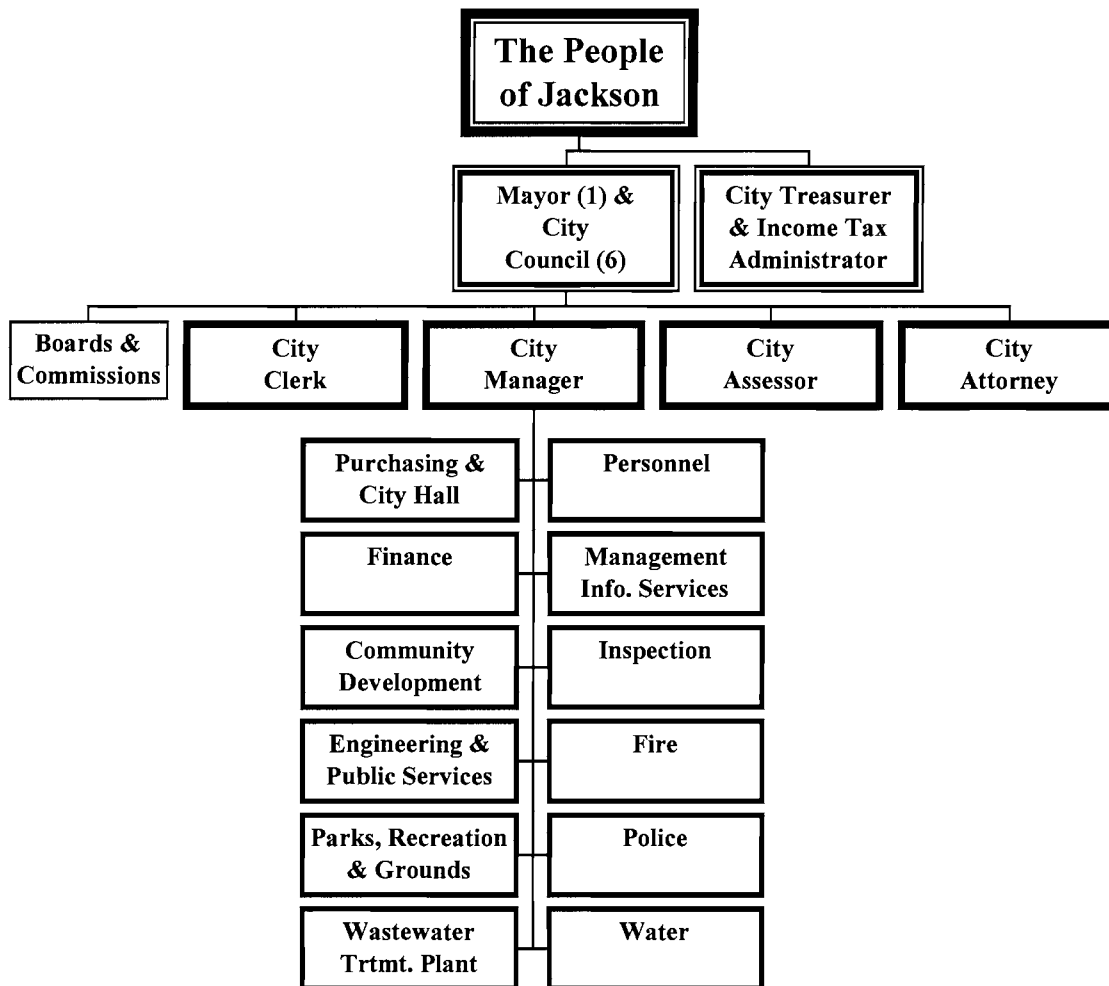 The People
of Jackson
Mayor (1) &
City
Council (6)
City Treasurer
& Income Tax
Administrator
Boards &
Commissions
City
Clerk
City
Manager
City
Assessor
City
Attorney
Purchasing &
City Hall
Personnel
Finance
Management
Info. Services
Community
Development
Inspection
Engineering &
Public Services
Fire
Parks, Recreation
& Grounds
Police
Wastewater
Trtmt. Plant
Water